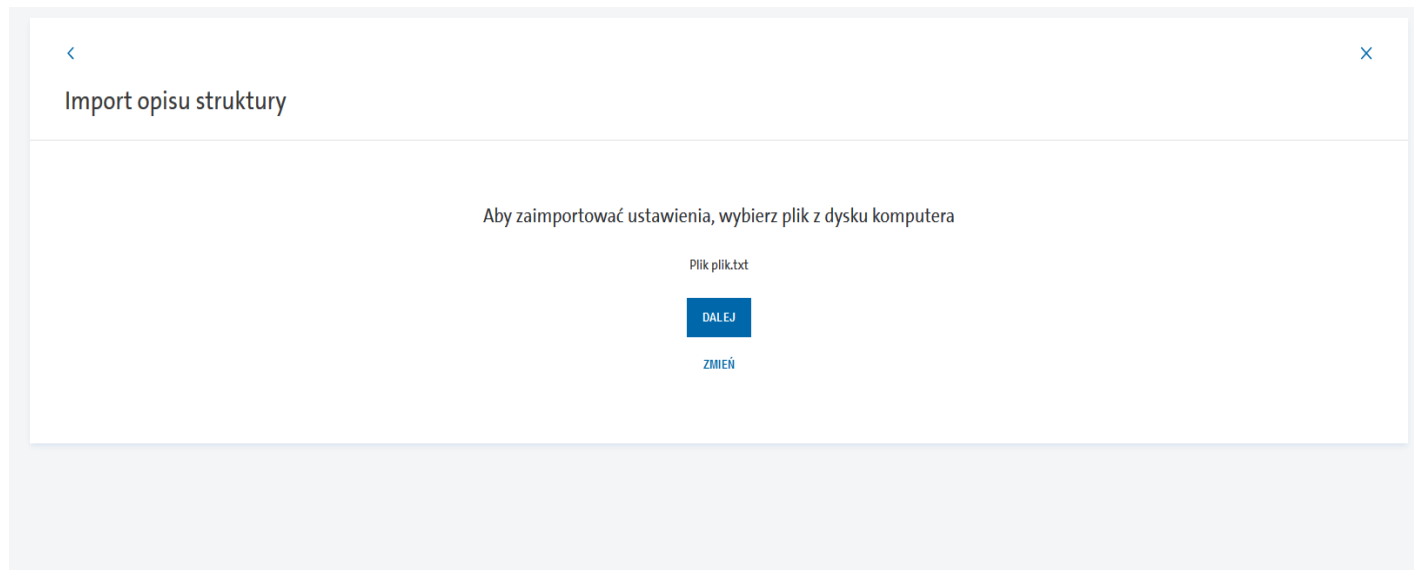 Import opisu struktury
Aby zaimportować ustawienia, wybierz plik z dysku komputera
Plik plik.txt
DALEJ
ZMIEŃ